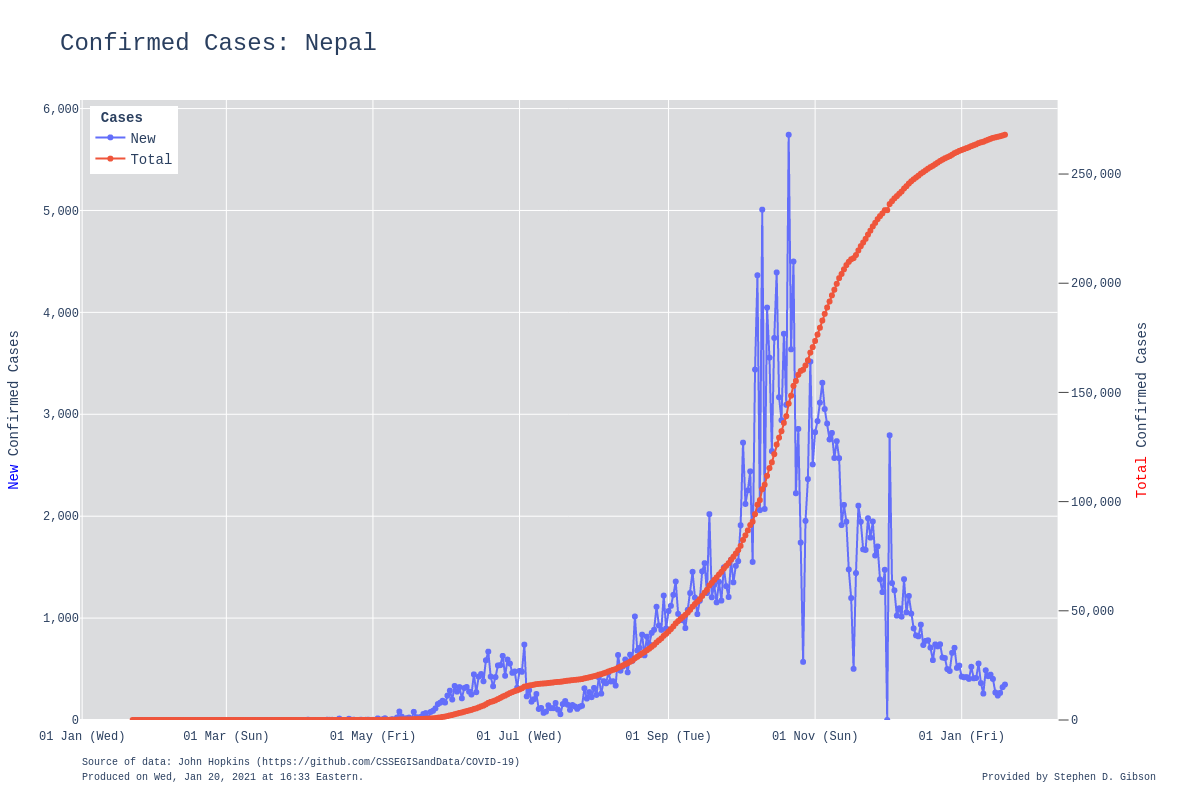 Confirmed Cases: Nepal
Cases
New
Total
6,000
5,000
4,000
3,000
2,000
1,000
0
250,000
200,000
150,000
100,000
50,000
0
New Confirmed Cases
Total Confirmed Cases
01 Jan (Wed)
01 Mar (Sun)
01 May (Fri)
01 Jul (Wed)
01 Sep (Tue)
01 Nov (Sun)
01 Jan (Fri)
Source of data: John Hopkins (https://github.com/CSSEGISandData/COVID-19)
Produced on Wed, Jan 20, 2021 at 16:33 Eastern.
Provided by Stephen D. Gibson